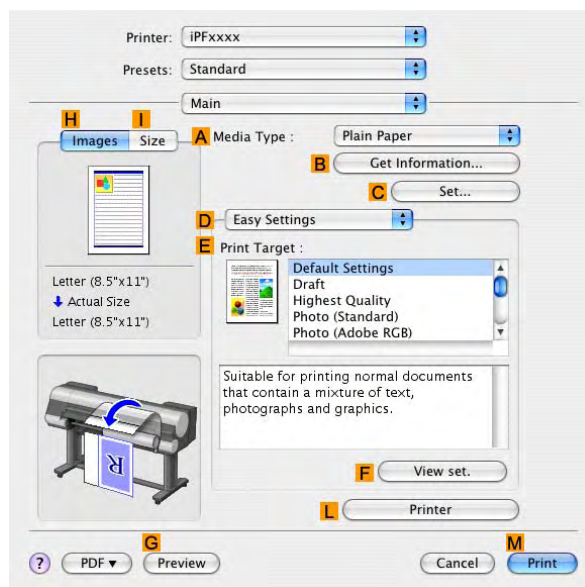 Printer: iPFxxxx
Presets: Standard
Main
H I
Images Size
A Media Type : Plain Paper
B Get Information...
C Set...
D Easy Settings
E Print Target :
Default Settings
Draft
Highest Quality
Photo (Standard)
Photo (Adobe RGB)
Letter (8.5"x11")
Actual Size
Letter (8.5"x11")
Suitable for printing normal documents
that contain a mixture of text,
photographs and graphics.
R
F View set.
L Printer
G M
? PDF ▼ Preview Cancel Print